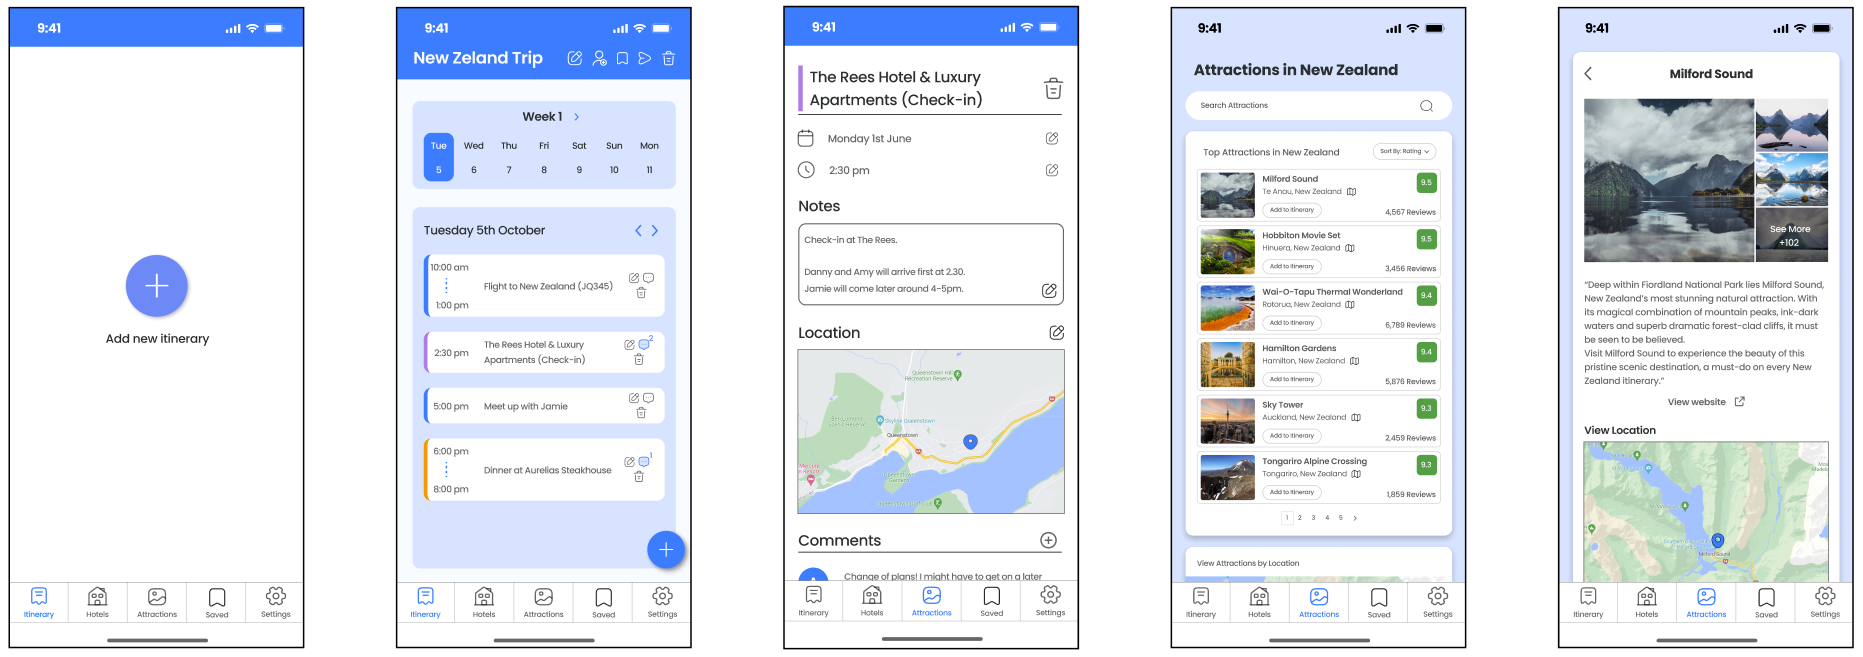 9:41
Add new itinerary
Itinerary
Hotels
Attractions
Saved
Settings
9:41
New Zeland Trip
Week 1
Tue Wed Thu Fri Sat Sun Mon
5 6 7 8 9 10 11
Tuesday 5th October
10:00 am
Flight to New Zealand (JQ345)
1:00 pm
2:30 pm
The Rees Hotel & Luxury
Apartments (Check-in)
2
5:00 pm
Meet up with Jamie
6:00 pm
Dinner at Aurelias Steakhouse
1
8:00 pm
Itinerary
Hotels
Attractions
Saved
Settings
9:41
The Rees Hotel & Luxury
Apartments (Check-in)
Monday 1st June
2:30 pm
Notes
Check-in at The Rees.
Danny and Amy will arrive first at 2.30.
Jamie will come later around 4-5pm.
Location
Queenstown Hill
Recreation Reserve
Skyline Queenstown
Queenstown
Queenstown
Gardens
Comments
Change of plans! I might have to get on a later
Itinerary
Hotels
Attractions
Saved
Settings
9:41
Attractions in New Zealand
Search Attractions
Top Attractions in New Zealand
Sort By: Rating
Milford Sound
9.5
Te Anau, New Zealand
Add to Itinerary
4,567 Reviews
Hobbiton Movie Set
9.5
Hinuera, New Zealand
Add to Itinerary
3,456 Reviews
Wai-O-Tapu Thermal Wonderland
9.4
Rotorua, New Zealand
Add to Itinerary
6,789 Reviews
Hamilton Gardens
9.4
Hamilton, New Zealand
Add to Itinerary
5,876 Reviews
Sky Tower
9.3
Auckland, New Zealand
Add to Itinerary
2,459 Reviews
Tongariro Alpine Crossing
9.3
Tongariro, New Zealand
Add to Itinerary
1,859 Reviews
1 2 3 4 5
View Attractions by Location
Itinerary
Hotels
Attractions
Saved
Settings
9:41
Milford Sound
See More
+102
“Deep within Fiordland National Park lies Milford Sound,
New Zealand’s most stunning natural attraction. With
its magical combination of mountain peaks, ink-dark
waters and superb dramatic forest-clad cliffs, it must
be seen to be believed.
Visit Milford Sound to experience the beauty of this
pristine scenic destination, a must-do on every New
Zealand itinerary.”
View website
View Location
Milford Sound
Itinerary
Hotels
Attractions
Saved
Settings